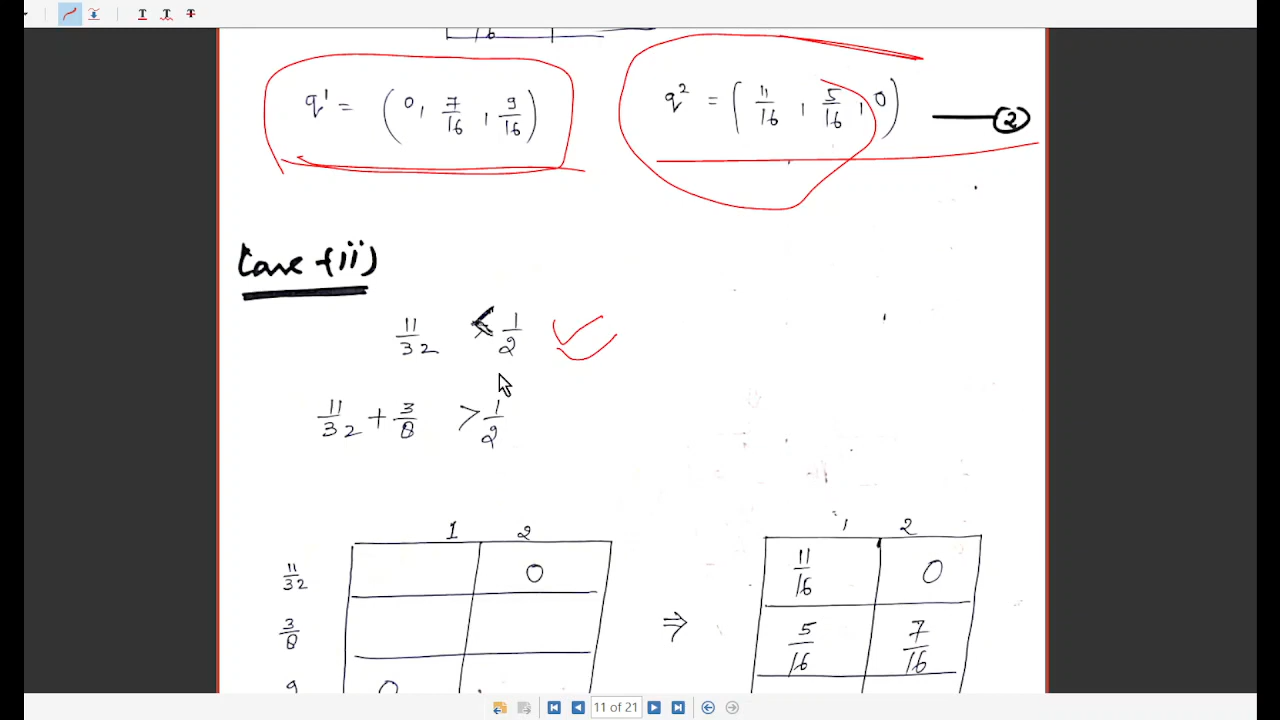 q¹ = (0, 7/16, 9/16) q² = (11/16, 5/16, 0) ② 
Case (ii)
11/32 < 1/2
11/32 + 3/8 > 1/2
1 2 1 2
11/32 0 11/16 0
3/8 ⇒ 5/16 7/16
9 0
11 of 21